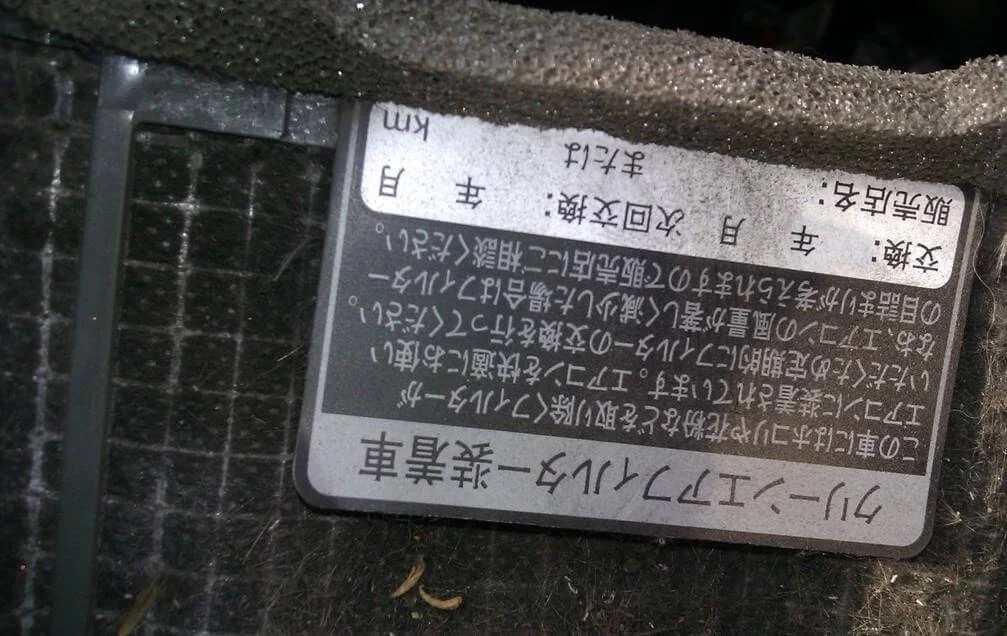 クリーンエアフィルター装着車
この車にはホコリや花粉などを取り除くフィルターが
エアコンに装着されています。エアコンを快適にお使い
いただくため定期的にフィルターの交換を行ってください。
なお、エアコンの風量が著しく減少した場合はフィルター
の目詰まりが考えられますので販売店にご相談ください。
交換: 年 月 次回交換: 年 月
販売店名: または km